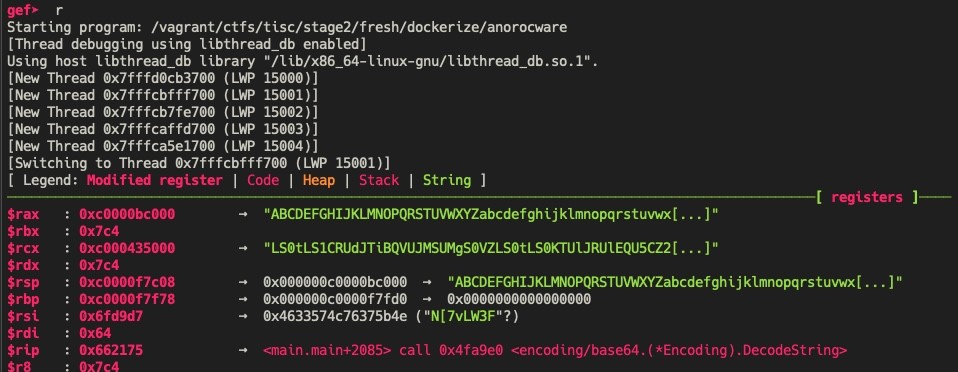 gef➤ r
Starting program: /vagrant/ctfs/tisc/stage2/fresh/dockerize/anorocware
[Thread debugging using libthread_db enabled]
Using host libthread_db library "/lib/x86_64-linux-gnu/libthread_db.so.1".
[New Thread 0x7fffd0cb3700 (LWP 15000)]
[New Thread 0x7fffcbfff700 (LWP 15001)]
[New Thread 0x7fffcb7fe700 (LWP 15002)]
[New Thread 0x7fffcaffd700 (LWP 15003)]
[New Thread 0x7fffca5e1700 (LWP 15004)]
[Switching to Thread 0x7fffcbfff700 (LWP 15001)]
[ Legend: Modified register | Code | Heap | Stack | String ]
[ registers ]
$rax : 0xc0000bc000 → "ABCDEFGHIJKLMNOPQRSTUVWXYZabcdefghijklmnopqrstuvwx[...]"
$rbx : 0x7c4
$rcx : 0xc000435000 → "LS0tLS1CRUdJTiBQVUJMSUMgS0VZLS0tLS0KTUlJRUlEQU5CZ2[...]"
$rdx : 0x7c4
$rsp : 0xc0000f7c08 → 0x000000c0000bc000 → "ABCDEFGHIJKLMNOPQRSTUVWXYZabcdefghijklmnopqrstuvwx[...]"
$rbp : 0xc0000f7f78 → 0x000000c0000f7fd0 → 0x0000000000000000
$rsi : 0x6fd9d7 → 0x4633574c76375b4e ("N[7vLW3F"?)
$rdi : 0x64
$rip : 0x662175 → <main.main+2085> call 0x4fa9e0 <encoding/base64.(*Encoding).DecodeString>
$r8 : 0x7c4